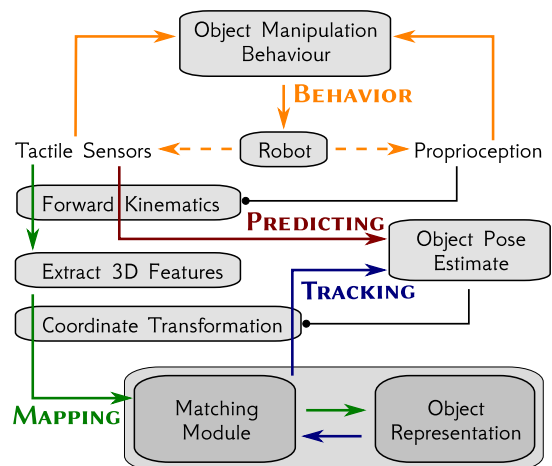 Object Manipulation
Behaviour
BEHAVIOR
Tactile Sensors
Robot
Proprioception
Forward Kinematics
PREDICTING
Object Pose
Estimate
Extract 3D Features
TRACKING
Coordinate Transformation
MAPPING
Matching
Module
Object
Representation